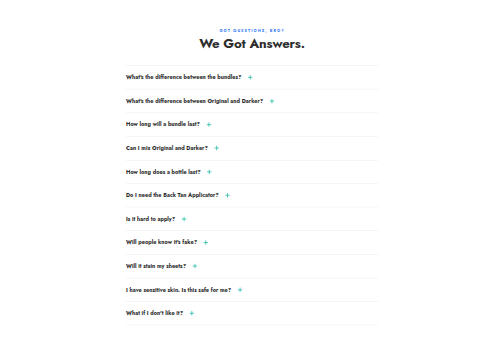 GOT QUESTIONS, BRO?
We Got Answers.
What's the difference between the bundles? +
What's the difference between Original and Darker? +
How long will a bundle last? +
Can I mix Original and Darker? +
How long does a bottle last? +
Do I need the Back Tan Applicator? +
Is it hard to apply? +
Will people know it's fake? +
Will it stain my sheets? +
I have sensitive skin. Is this safe for me? +
What if I don't like it? +